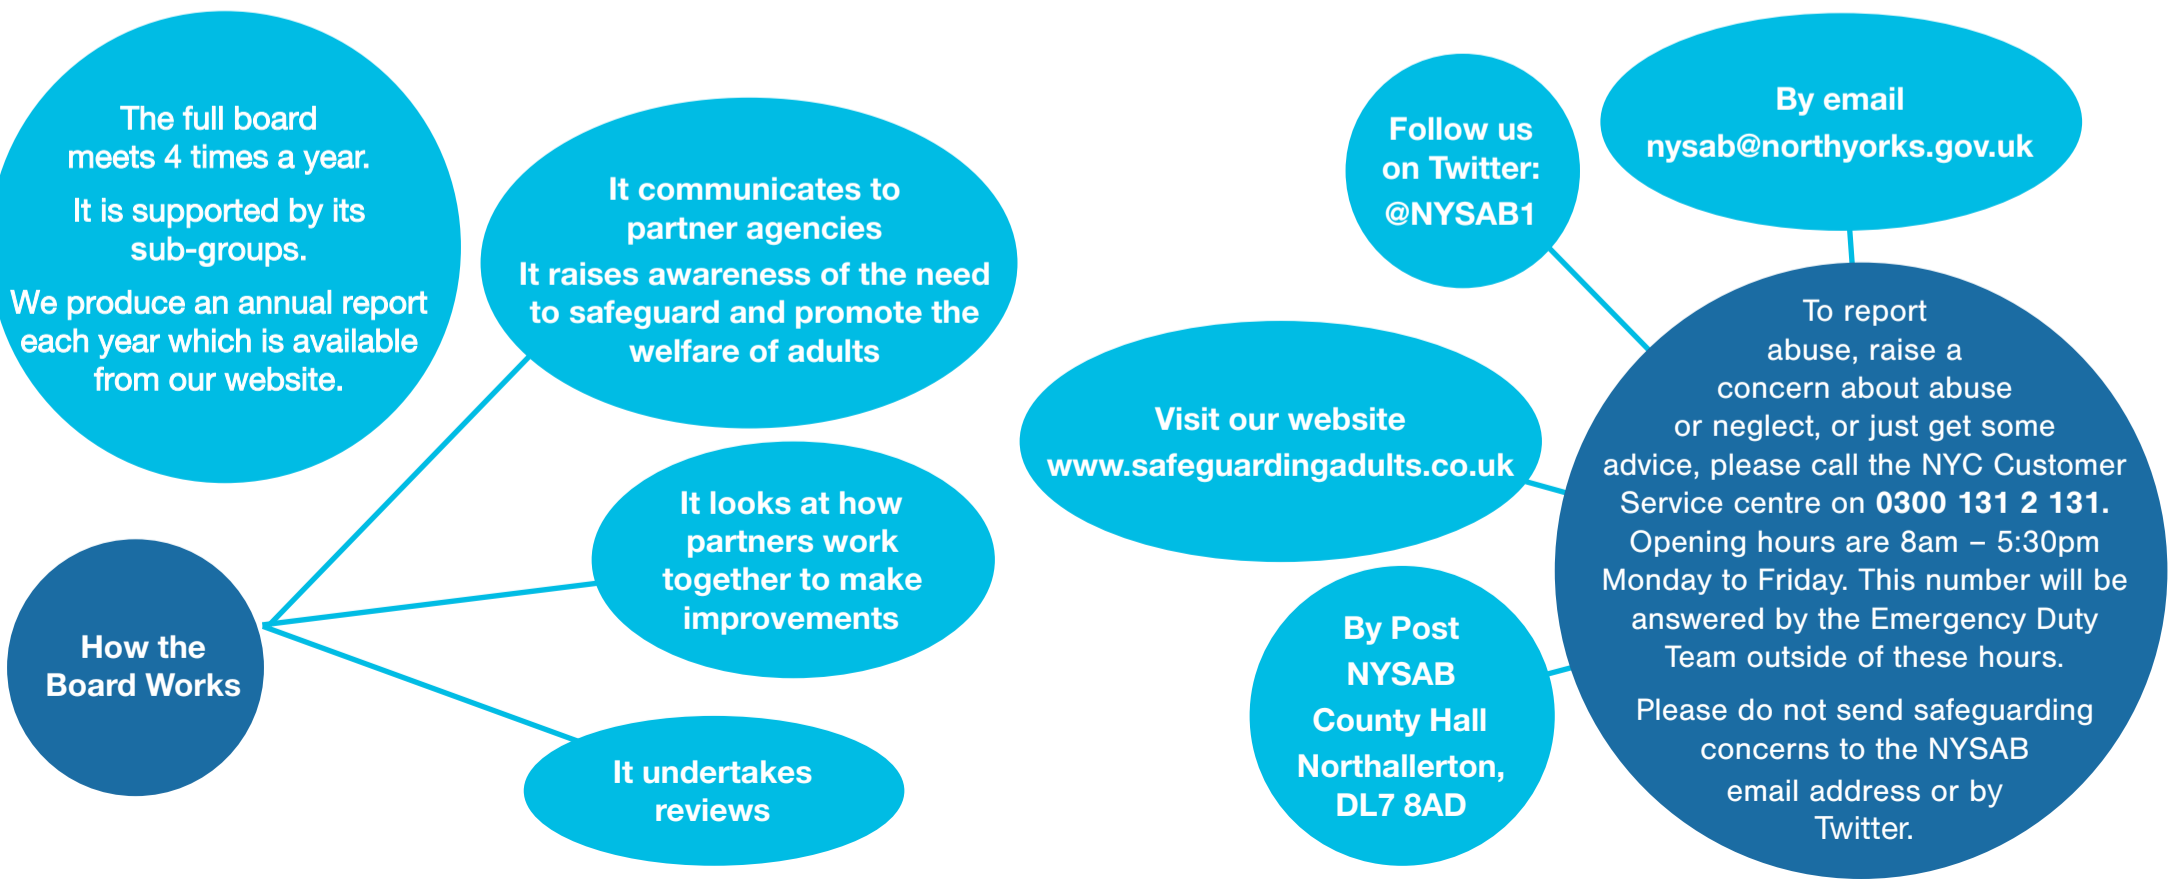 The full board
meets 4 times a year.
It is supported by its
sub-groups.
We produce an annual report
each year which is available
from our website.
How the
Board Works
It communicates to
partner agencies
It raises awareness of the need
to safeguard and promote the
welfare of adults
It looks at how
partners work
together to make
improvements
It undertakes
reviews
Follow us
on Twitter:
@NYSAB1
By email
nysab@northyorks.gov.uk
Visit our website
www.safeguardingadults.co.uk
By Post
NYSAB
County Hall
Northallerton,
DL7 8AD
To report
abuse, raise a
concern about abuse
or neglect, or just get some
advice, please call the NYC Customer
Service centre on 0300 131 2 131.
Opening hours are 8am – 5:30pm
Monday to Friday. This number will be
answered by the Emergency Duty
Team outside of these hours.
Please do not send safeguarding
concerns to the NYSAB
email address or by
Twitter.